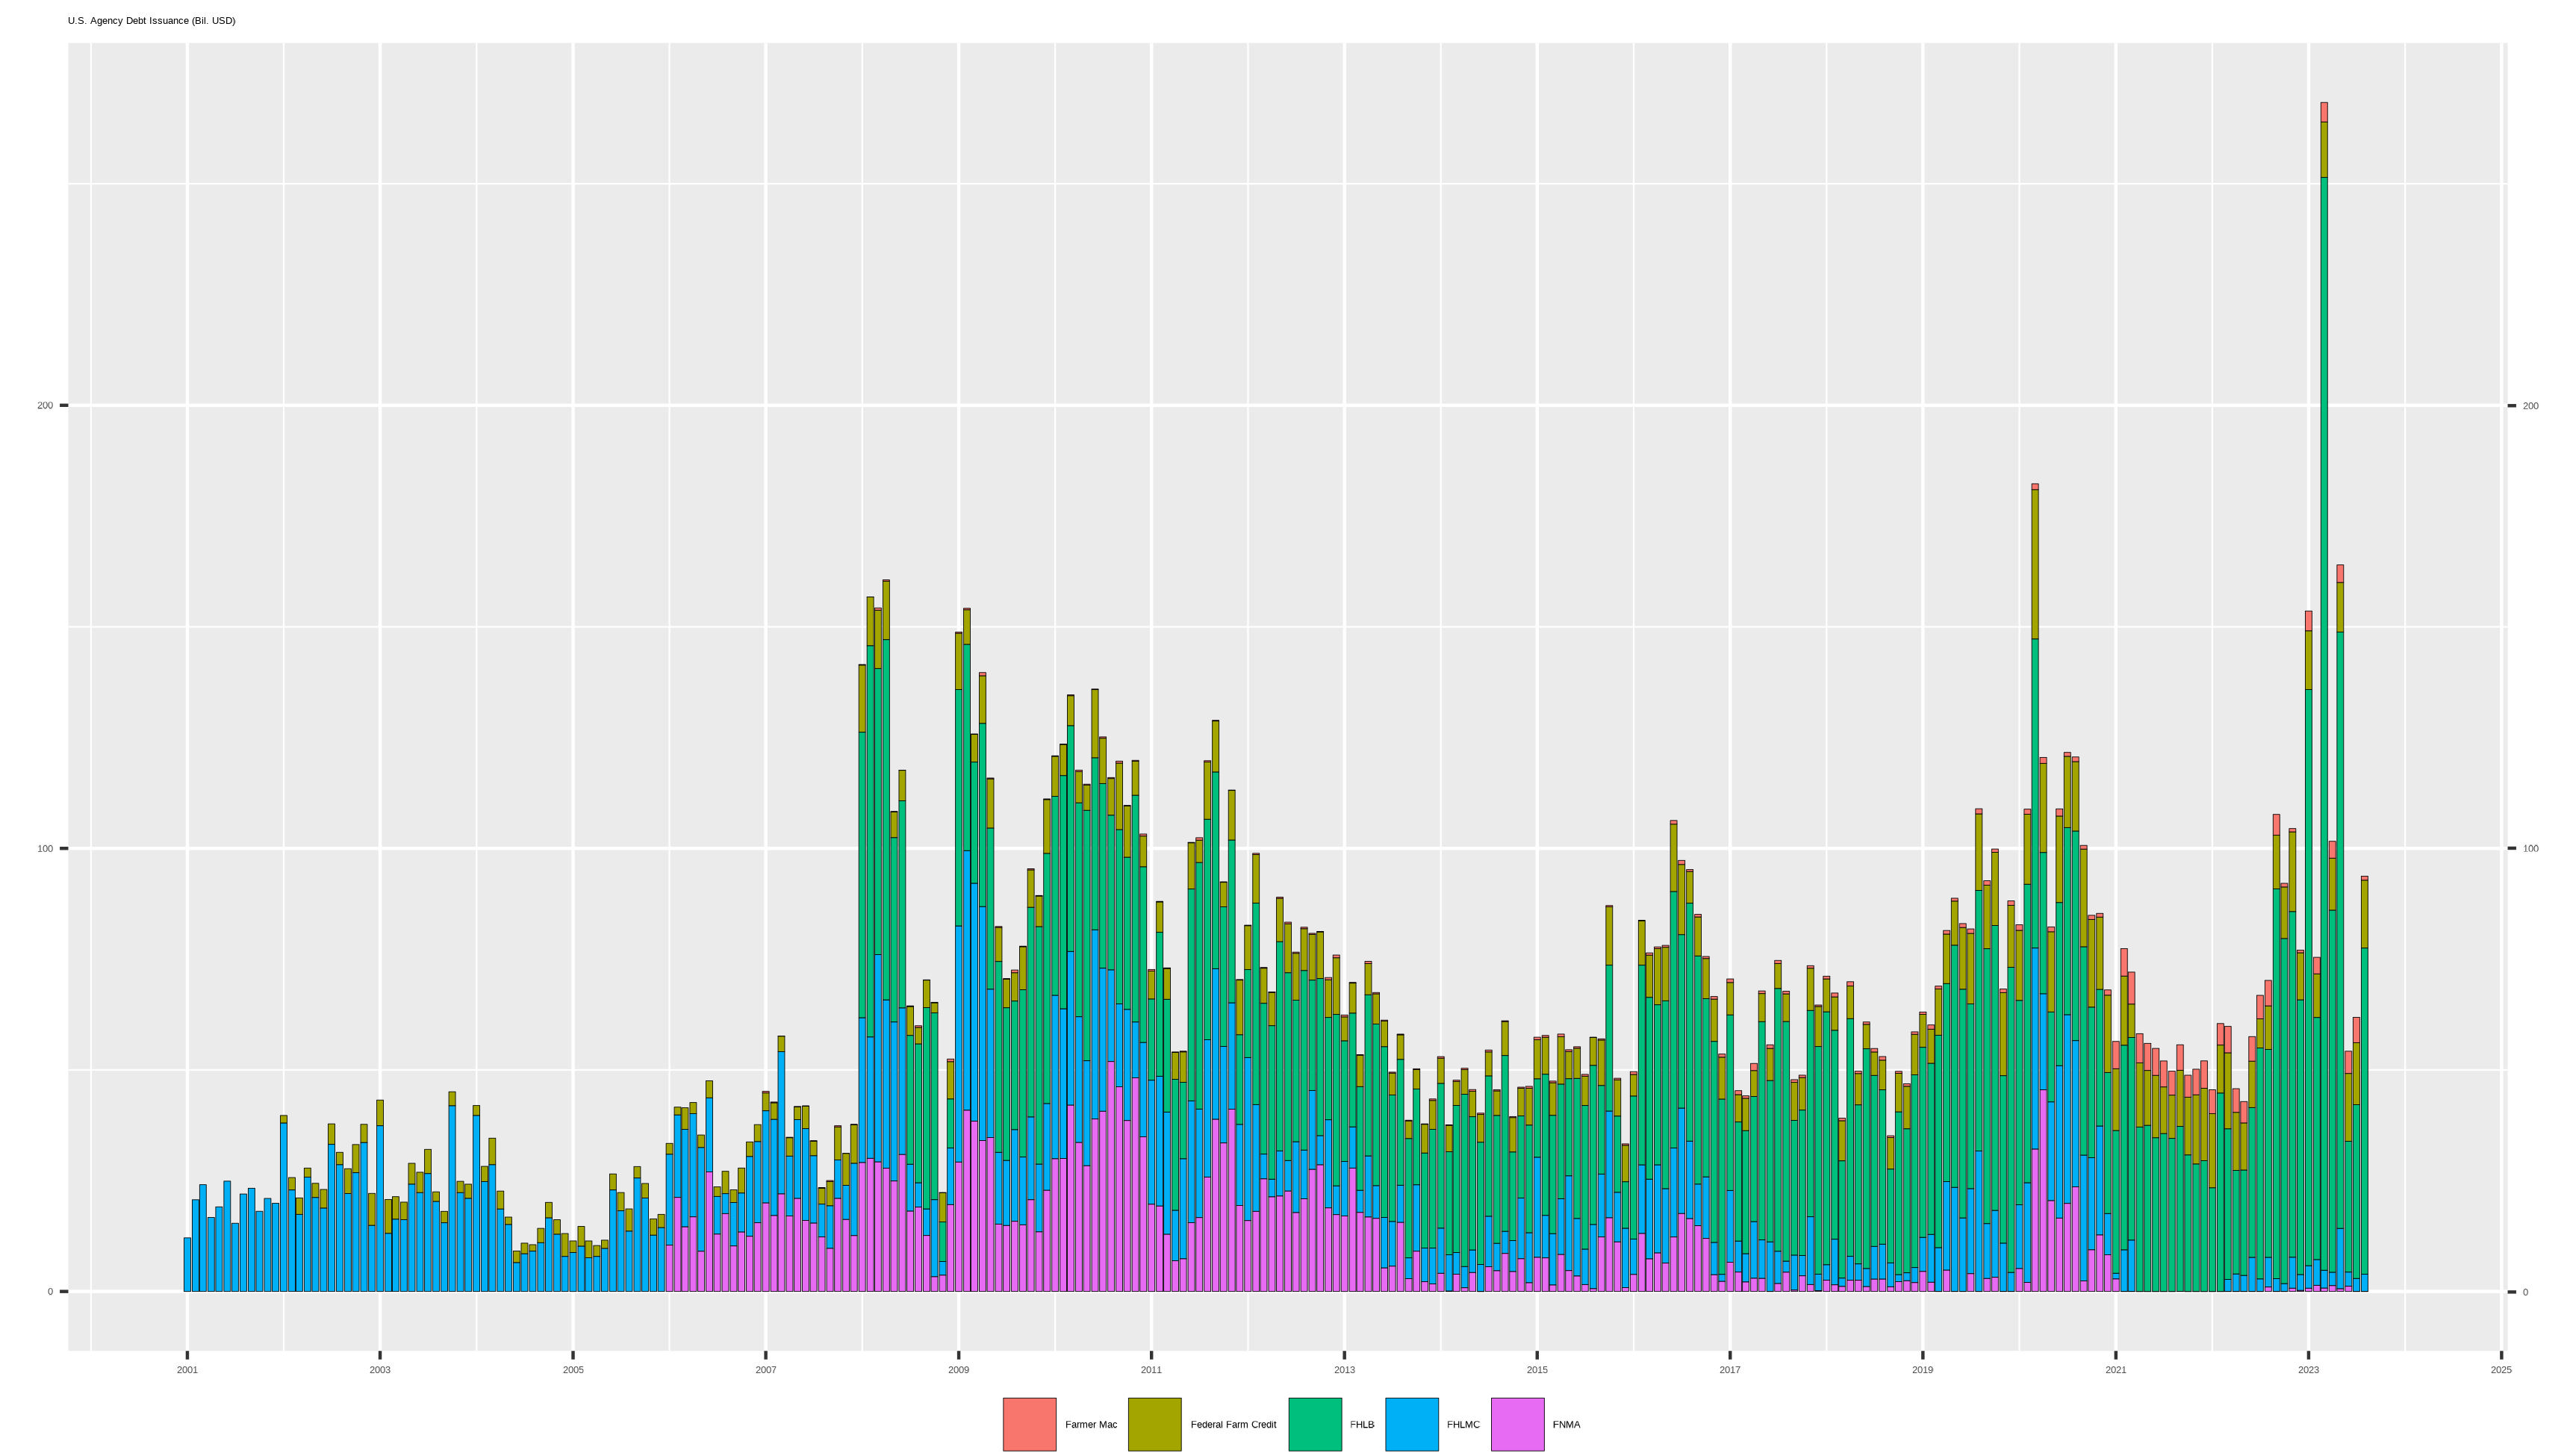 U.S. Agency Debt Issuance (Bil. USD)
200 200
100 100
0 0
2001 2003 2005 2007 2009 2011 2013 2015 2017 2019 2021 2023 2025
Farmer Mac Federal Farm Credit FHLB FHLMC FNMA